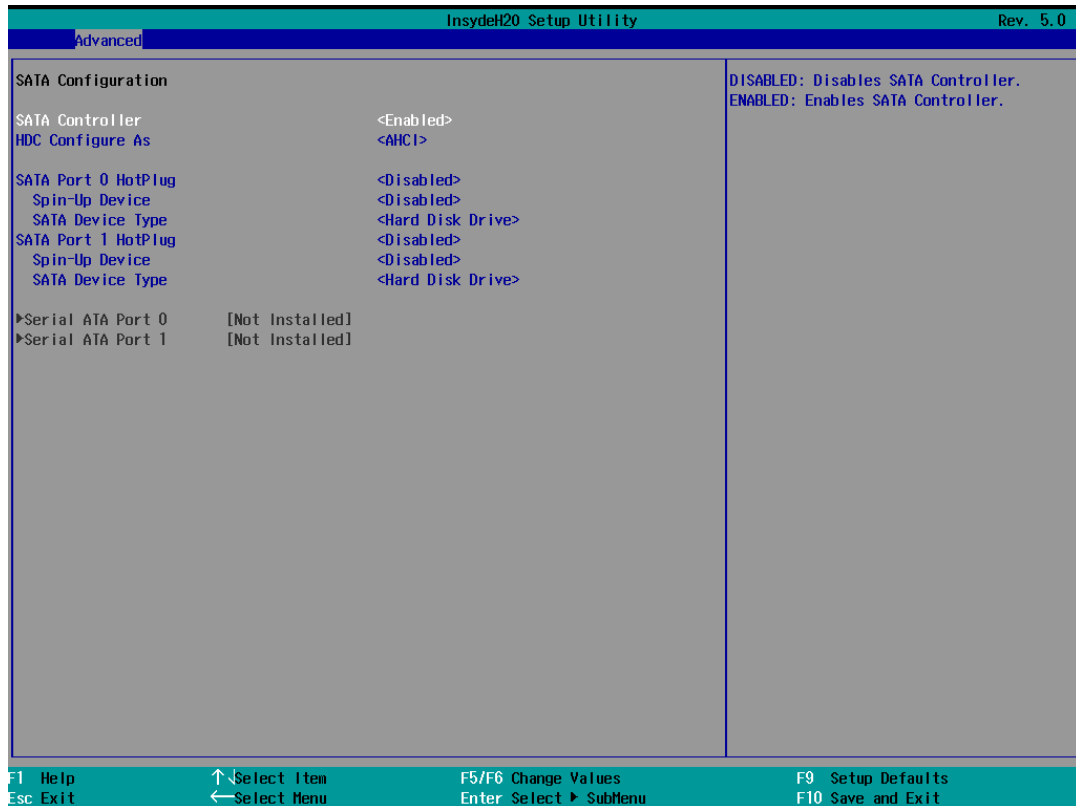 InsydeH20 Setup Utility Rev. 5.0
Advanced
SATA Configuration
SATA Controller <Enabled>
HDC Configure As <AHCI>
SATA Port 0 HotPlug <Disabled>
Spin-Up Device <Disabled>
SATA Device Type <Hard Disk Drive>
SATA Port 1 HotPlug <Disabled>
Spin-Up Device <Disabled>
SATA Device Type <Hard Disk Drive>
▶Serial ATA Port 0 [Not Installed]
▶Serial ATA Port 1 [Not Installed]
DISABLED: Disables SATA Controller.
ENABLED: Enables SATA Controller.
F1 Help ↑↓Select Item F5/F6 Change Values F9 Setup Defaults
Esc Exit ←Select Menu Enter Select ▶ SubMenu F10 Save and Exit